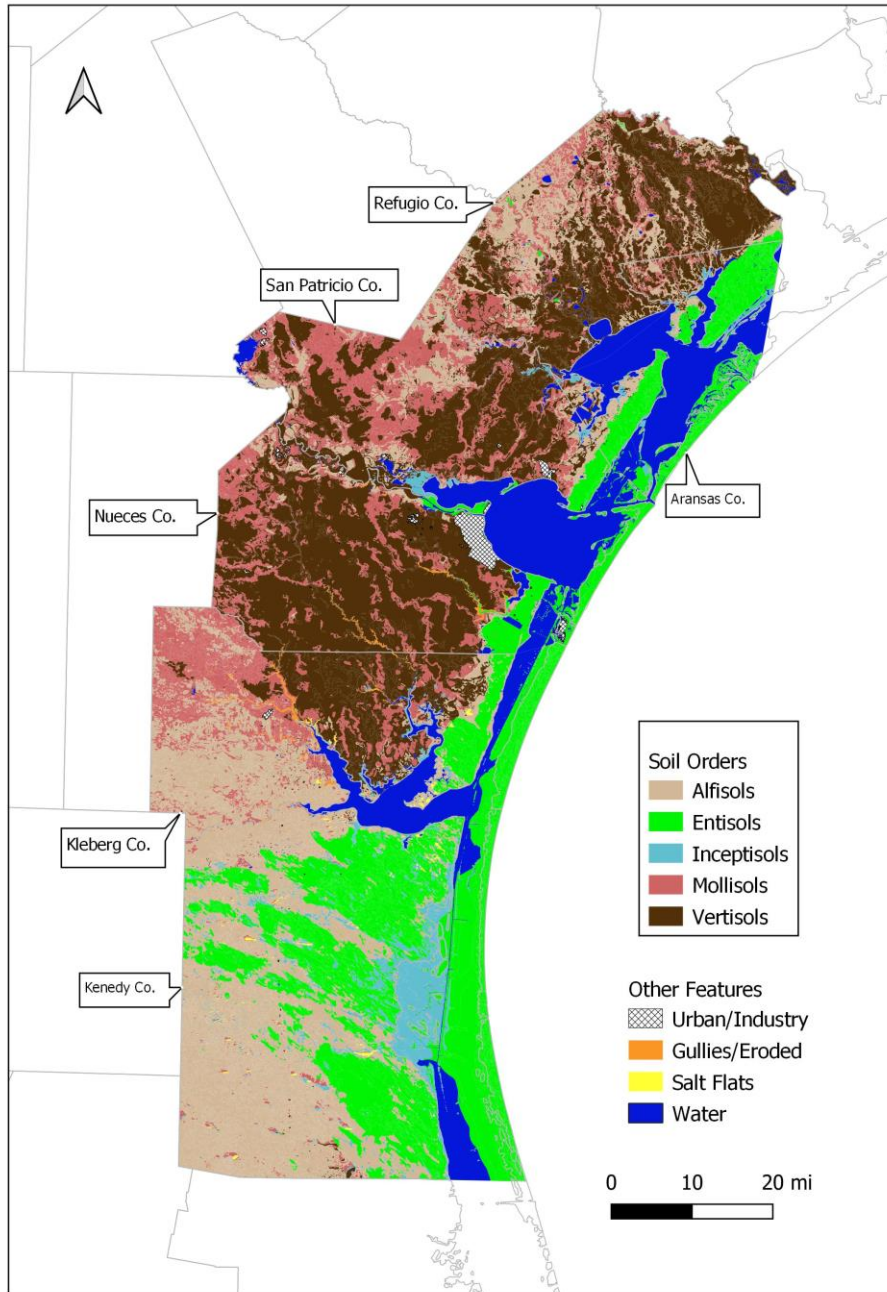 Refugio Co.
San Patricio Co.
Nueces Co.
Aransas Co.
Kleberg Co.
Kenedy Co.
Soil Orders
Alfisols
Entisols
Inceptisols
Mollisols
Vertisols
Other Features
Urban/Industry
Gullies/Eroded
Salt Flats
Water
0 10 20 mi